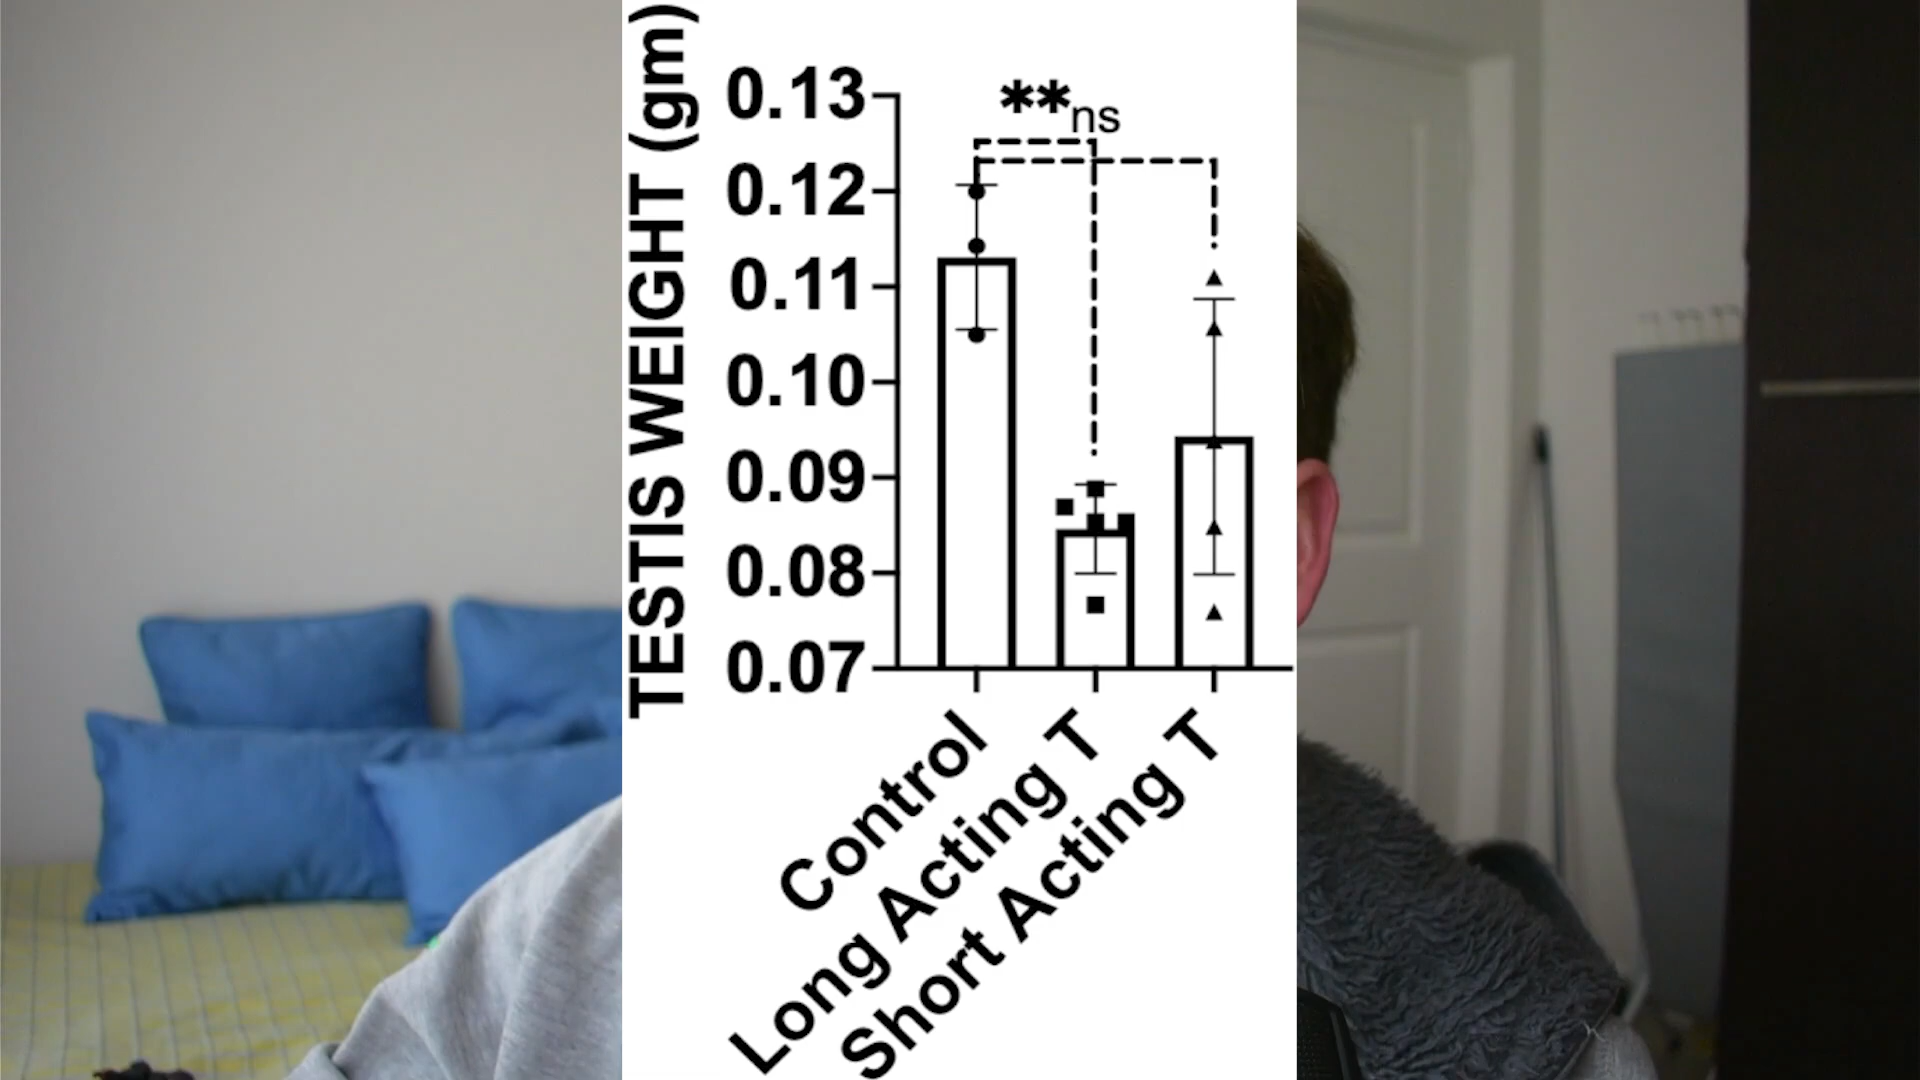 TESTIS WEIGHT (gm)
0.13
0.12
0.11
0.10
0.09
0.08
0.07
**
ns
Control
Long Acting T
Short Acting T